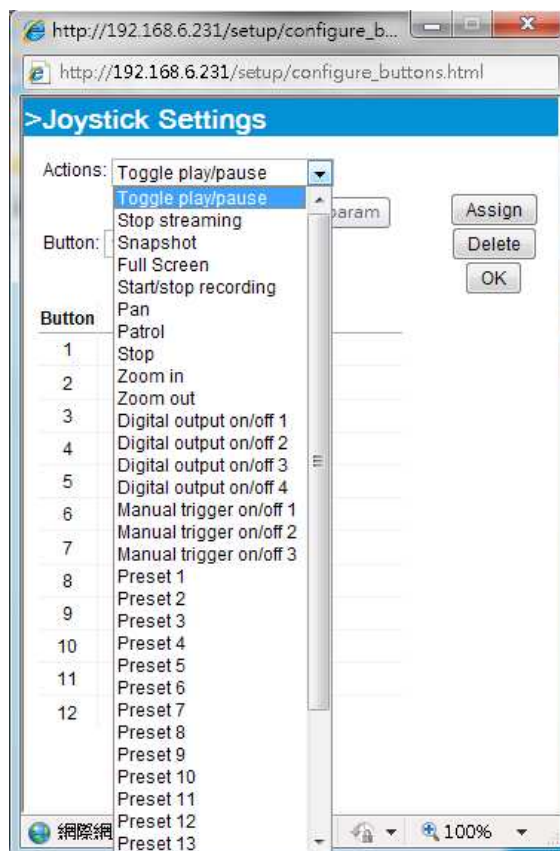 http://192.168.6.231/setup/configure_b...
http://192.168.6.231/setup/configure_buttons.html
>Joystick Settings
Actions: Toggle play/pause
Toggle play/pause
Stop streaming
Snapshot
Full Screen
Start/stop recording
Pan
Patrol
Stop
Zoom in
Zoom out
Digital output on/off 1
Digital output on/off 2
Digital output on/off 3
Digital output on/off 4
Manual trigger on/off 1
Manual trigger on/off 2
Manual trigger on/off 3
Preset 1
Preset 2
Preset 3
Preset 4
Preset 5
Preset 6
Preset 7
Preset 8
Preset 9
Preset 10
Preset 11
Preset 12
Preset 13
param
Assign
Button:
Delete
OK
Button
1
2
3
4
5
6
7
8
9
10
11
12
網際網
100%